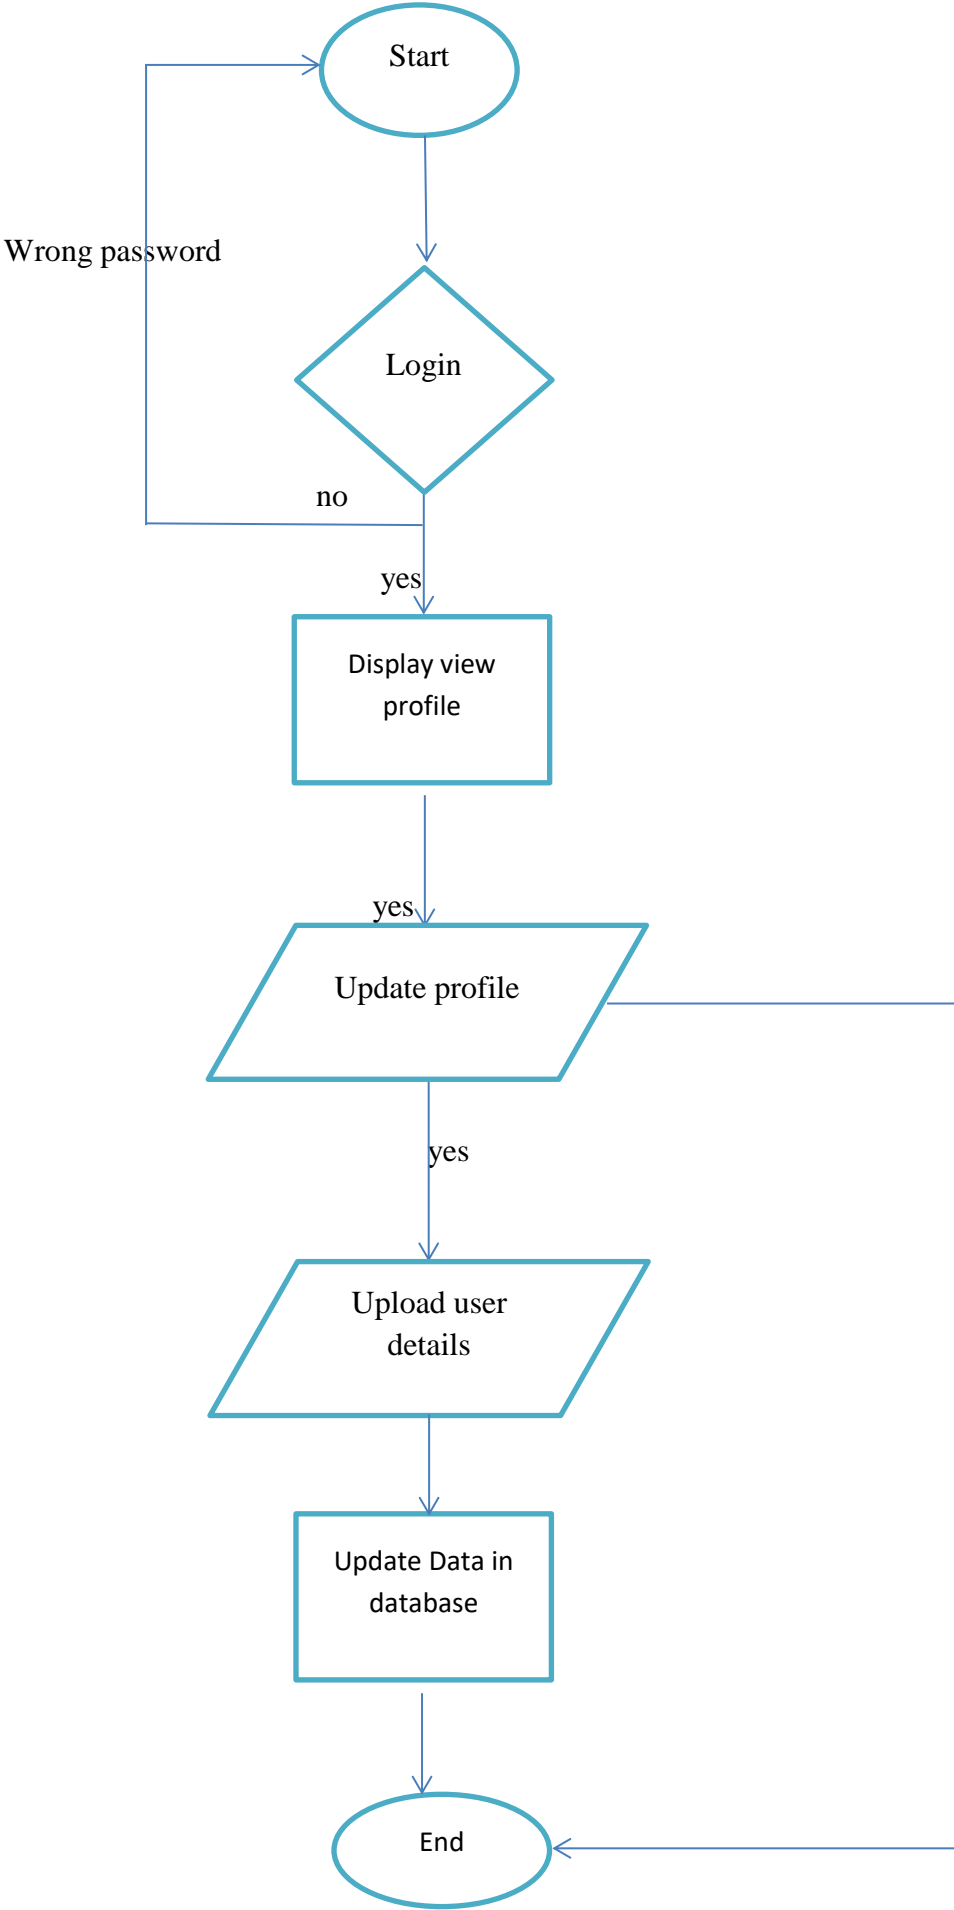 Start
Wrong password
Login
no
yes
Display view
profile
yes
Update profile
yes
Upload user
details
Update Data in
database
End